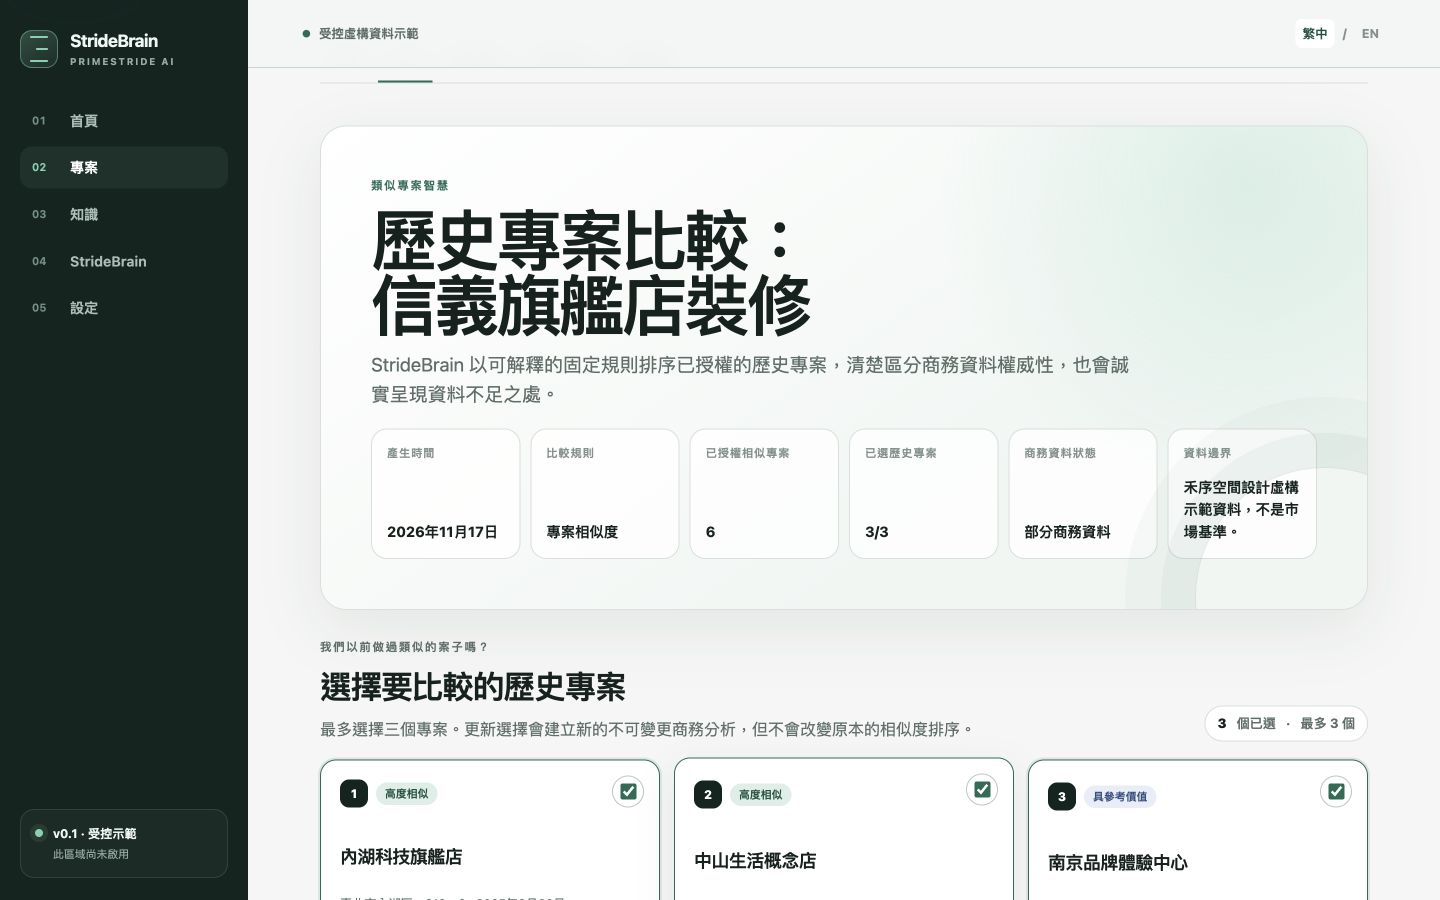 StrideBrain
PRIMESTRIDE AI
01 首頁
02 專案
03 知識
04 StrideBrain
05 設定
v0.1 · 受控示範
此區域尚未啟用
受控虛構資料示範
繁中 / EN
類似專案智慧
歷史專案比較：
信義旗艦店裝修
StrideBrain 以可解釋的固定規則排序已授權的歷史專案，清楚區分商務資料權威性，也會誠
實呈現資料不足之處。
產生時間
2026年11月17日
比較規則
專案相似度
已授權相似專案
6
已選歷史專案
3/3
商務資料狀態
部分商務資料
資料邊界
禾序空間設計虛構
示範資料，不是市
場基準。
我們以前做過類似的案子嗎？
選擇要比較的歷史專案
最多選擇三個專案。更新選擇會建立新的不可變更商務分析，但不會改變原本的相似度排序。
3 個已選 · 最多 3 個
1 高度相似
內湖科技旗艦店
2 高度相似
中山生活概念店
3 具參考價值
南京品牌體驗中心